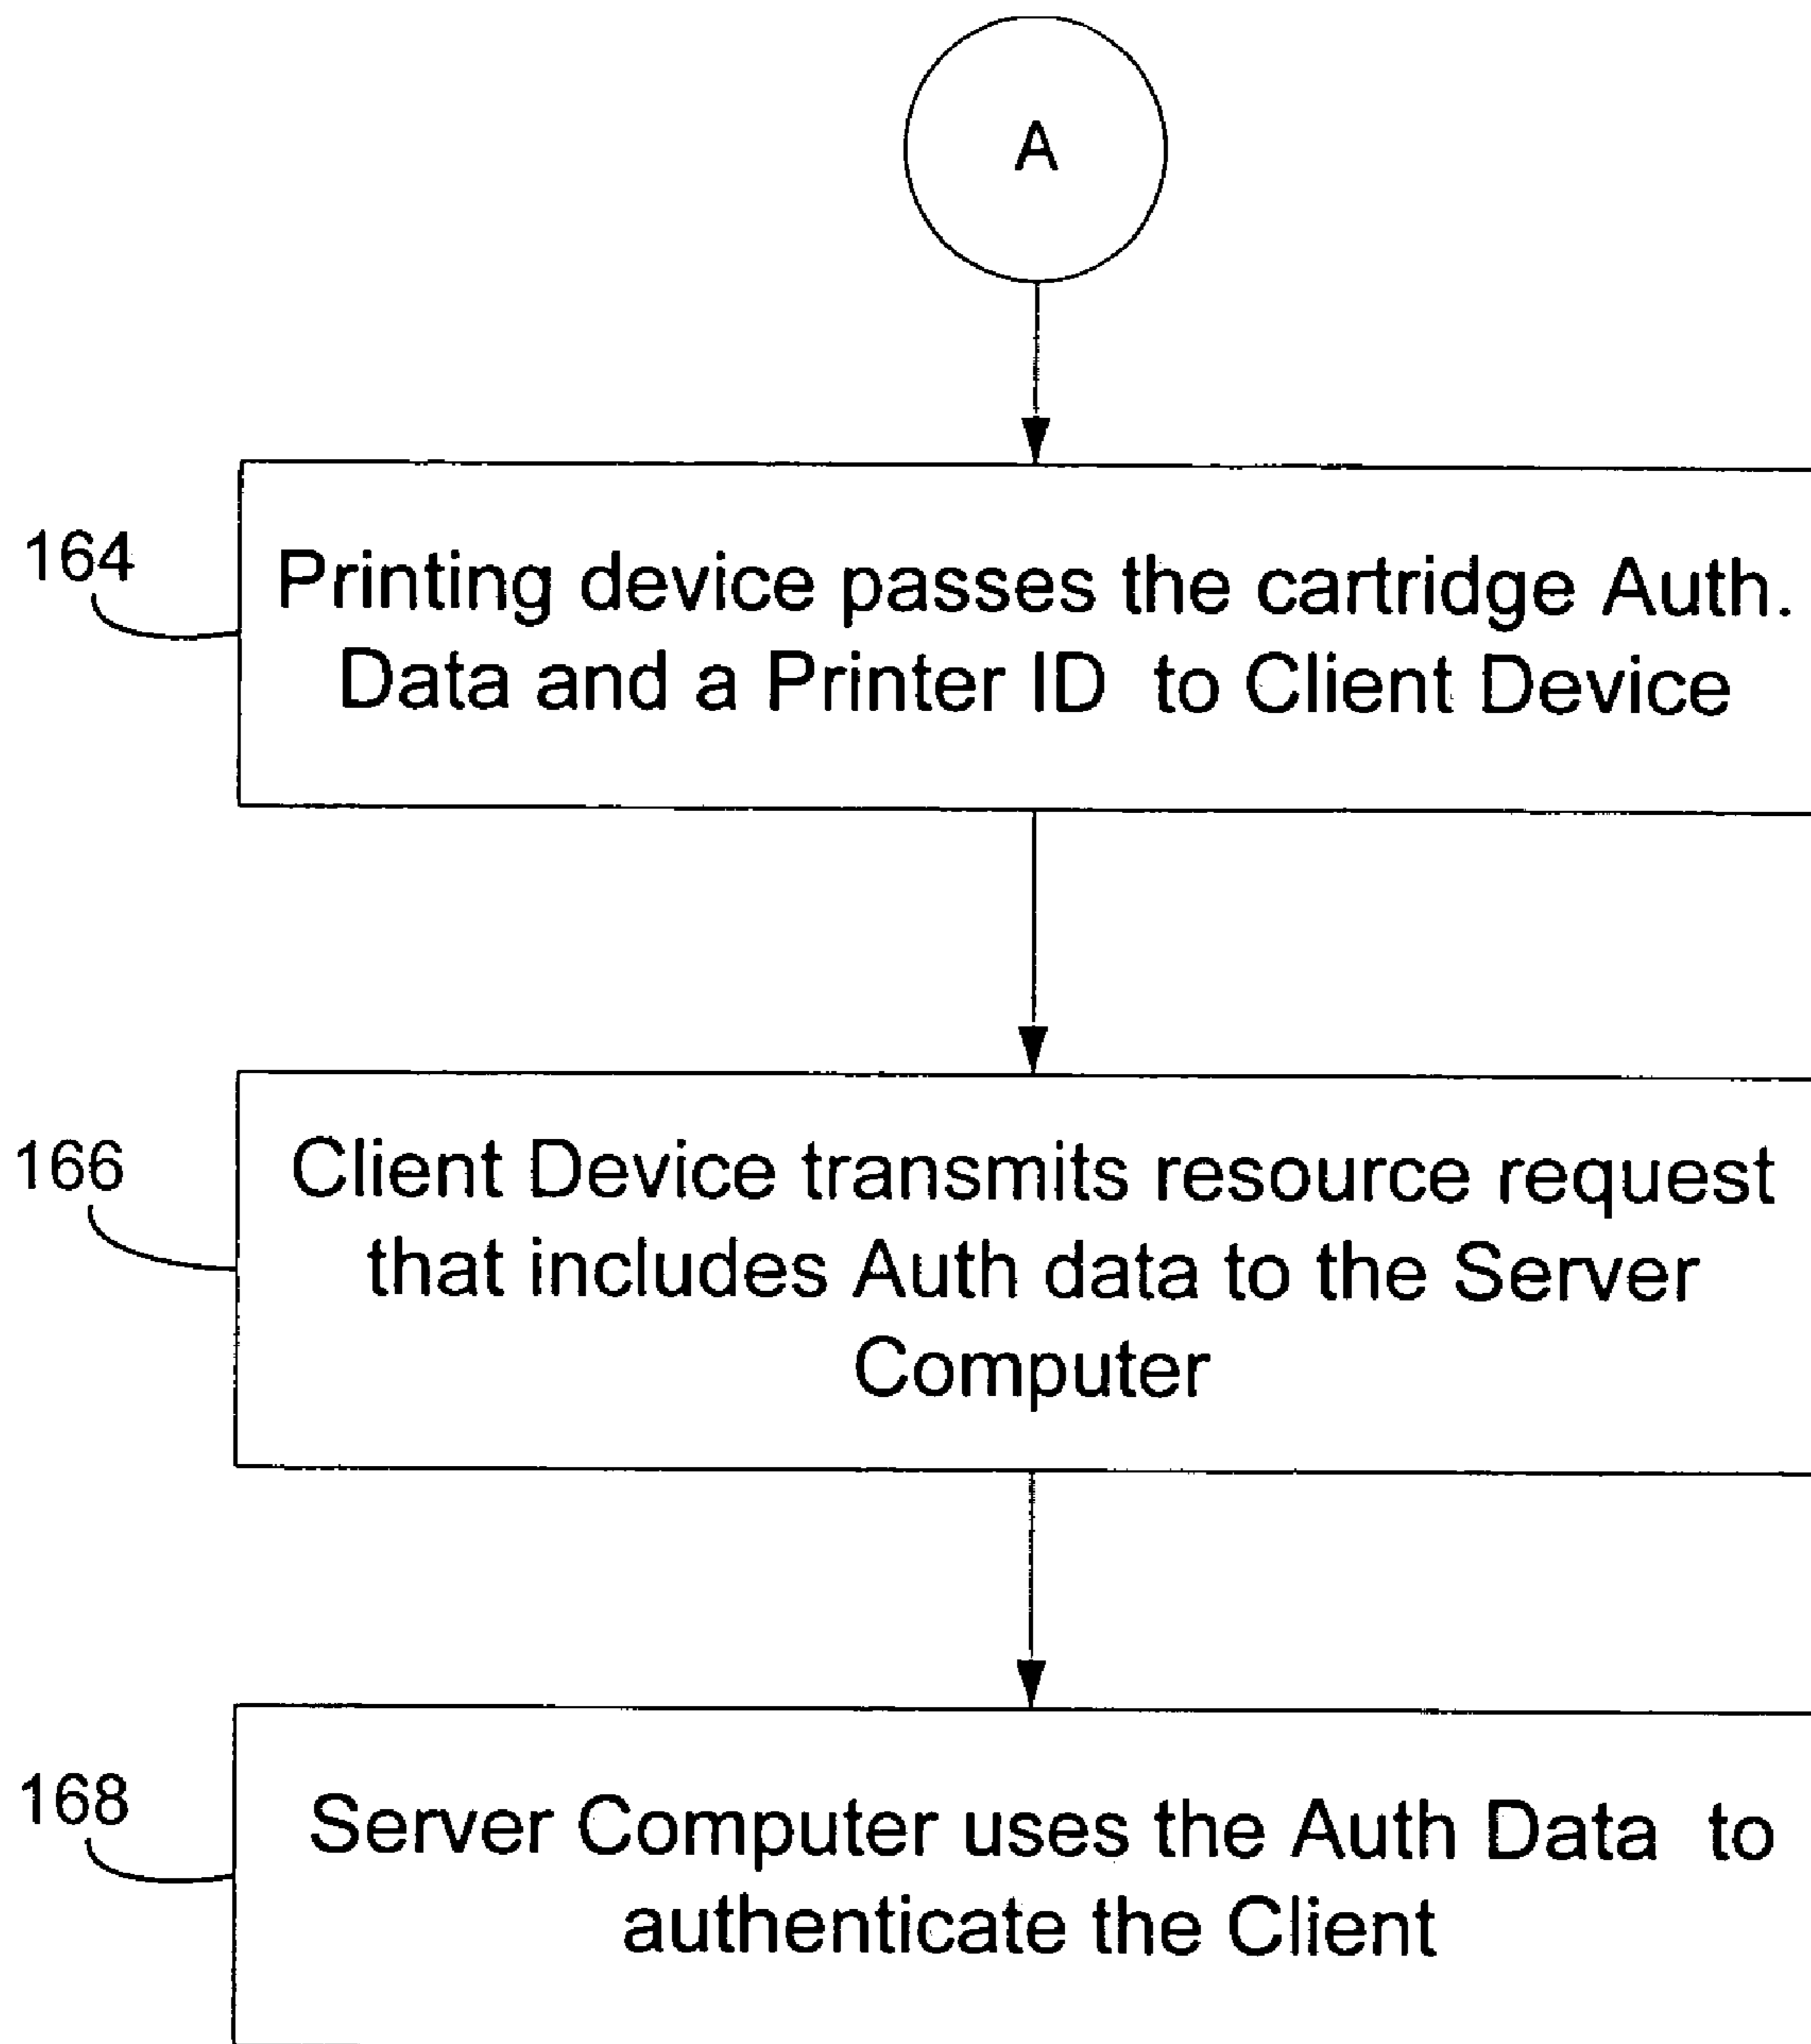 A
164
Printing device passes the cartridge Auth.
Data and a Printer ID to Client Device
166
Client Device transmits resource request
that includes Auth data to the Server
Computer
168
Server Computer uses the Auth Data to
authenticate the Client